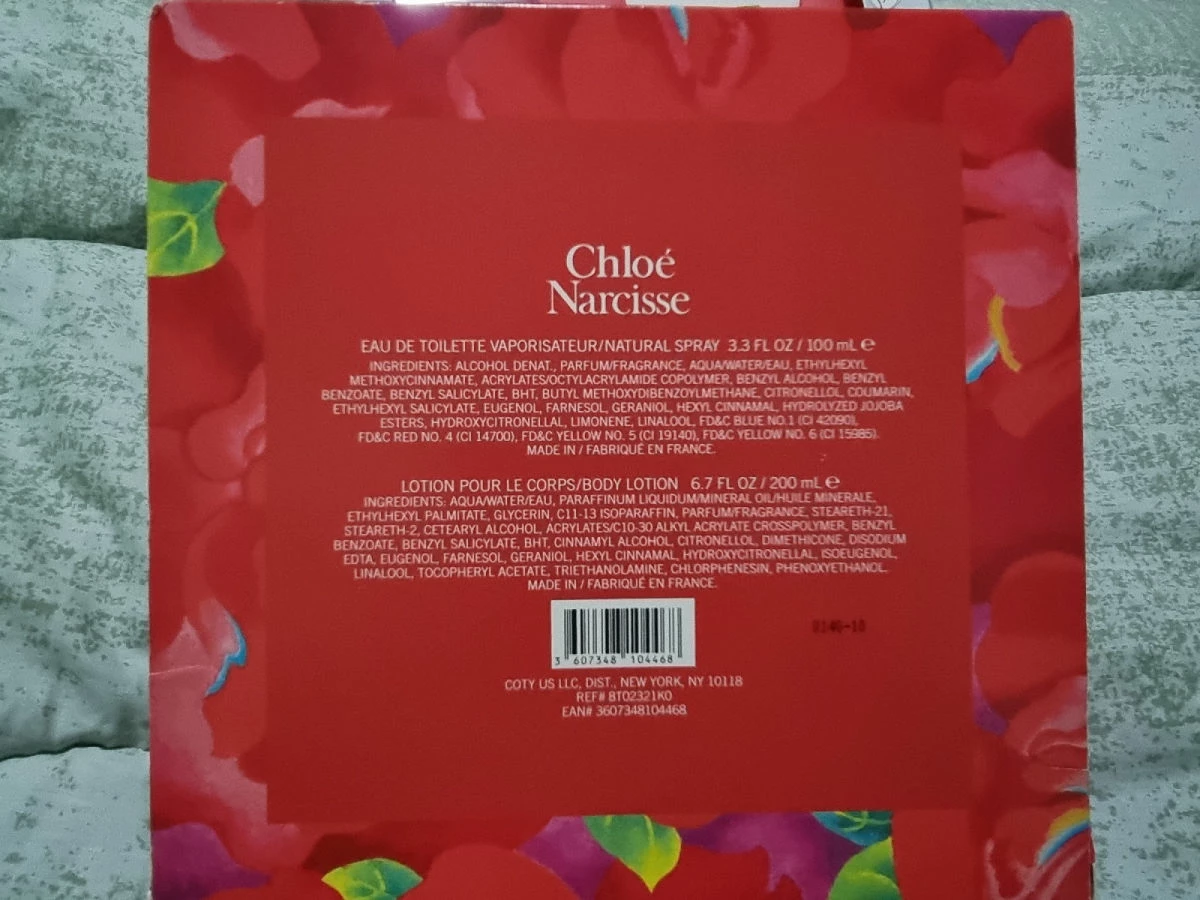 Chloé
Narcisse
EAU DE TOILETTE VAPORISATEUR/NATURAL SPRAY 3.3 FL OZ / 100 mL ℮
INGREDIENTS: ALCOHOL DENAT., PARFUM/FRAGRANCE, AQUA/WATER/EAU, ETHYLHEXYL
METHOXYCINNAMATE, ACRYLATES/OCTYLACRYLAMIDE COPOLYMER, BENZYL ALCOHOL, BENZYL
BENZOATE, BENZYL SALICYLATE, BHT, BUTYL METHOXYDIBENZOYLMETHANE, CITRONELLOL, COUMARIN,
ETHYLHEXYL SALICYLATE, EUGENOL, FARNESOL, GERANIOL, HEXYL CINNAMAL, HYDROLYZED JOJOBA
ESTERS, HYDROXYCITRONELLAL, LIMONENE, LINALOOL, FD&C BLUE NO.1 (CI 42090),
FD&C RED NO. 4 (CI 14700), FD&C YELLOW NO. 5 (CI 19140), FD&C YELLOW NO. 6 (CI 15985).
MADE IN / FABRIQUÉ EN FRANCE.
LOTION POUR LE CORPS/BODY LOTION 6.7 FL OZ / 200 mL ℮
INGREDIENTS: AQUA/WATER/EAU, PARAFFINUM LIQUIDUM/MINERAL OIL/HUILE MINERALE,
ETHYLHEXYL PALMITATE, GLYCERIN, C11-13 ISOPARAFFIN, PARFUM/FRAGRANCE, STEARETH-21,
STEARETH-2, CETEARYL ALCOHOL, ACRYLATES/C10-30 ALKYL ACRYLATE CROSSPOLYMER, BENZYL
BENZOATE, BENZYL SALICYLATE, BHT, CINNAMYL ALCOHOL, CITRONELLOL, DIMETHICONE, DISODIUM
EDTA, EUGENOL, FARNESOL, GERANIOL, HEXYL CINNAMAL, HYDROXYCITRONELLAL, ISOEUGENOL,
LINALOOL, TOCOPHERYL ACETATE, TRIETHANOLAMINE, CHLORPHENESIN, PHENOXYETHANOL.
MADE IN / FABRIQUÉ EN FRANCE.
3 607348 104468
COTY US LLC, DIST., NEW YORK, NY 10118
REF# BT02321K0
EAN# 3607348104468